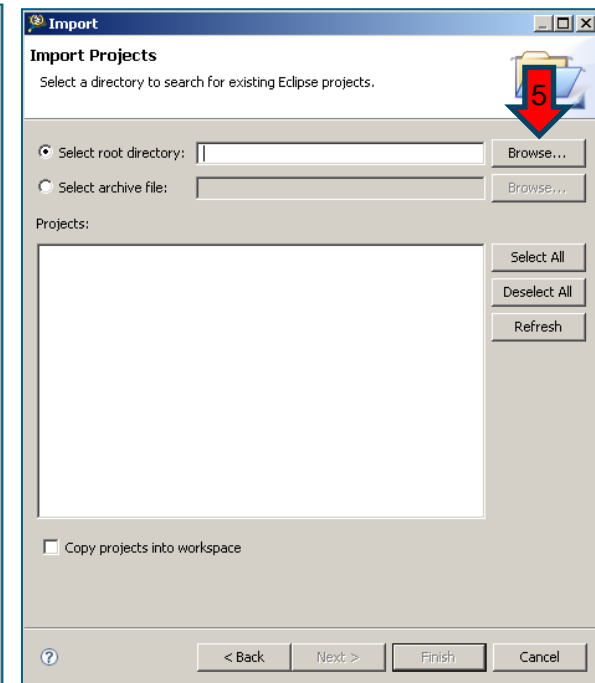 Import
Import Projects
Select a directory to search for existing Eclipse projects.
5
Select root directory:
Browse...
Select archive file:
Browse...
Projects:
Select All
Deselect All
Refresh
Copy projects into workspace
?
< Back
Next >
Finish
Cancel